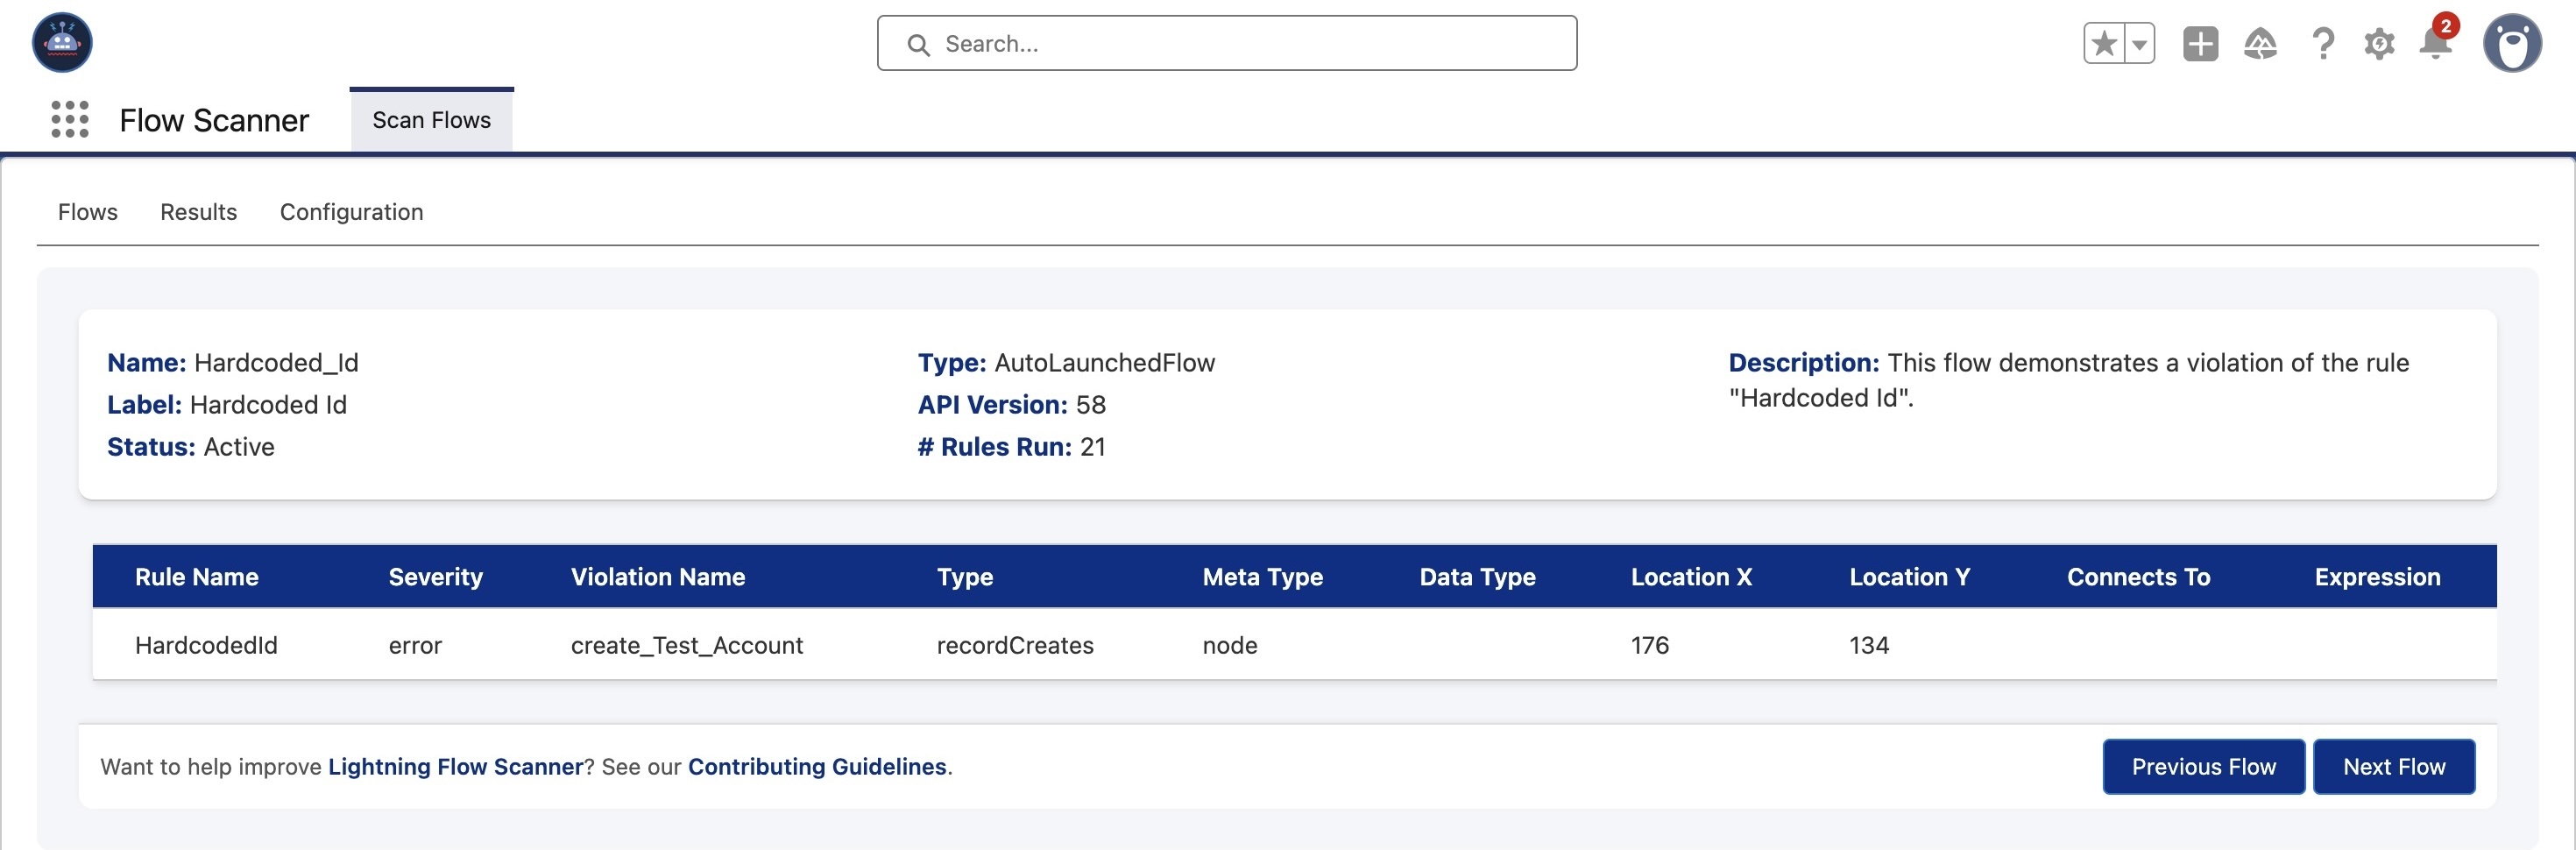 Search...
2
Flow Scanner
Scan Flows
Flows Results Configuration
Name: Hardcoded_Id
Label: Hardcoded Id
Status: Active
Type: AutoLaunchedFlow
API Version: 58
# Rules Run: 21
Description: This flow demonstrates a violation of the rule
"Hardcoded Id".
Rule Name Severity Violation Name Type Meta Type Data Type Location X Location Y Connects To Expression
HardcodedId error create_Test_Account recordCreates node 176 134
Want to help improve Lightning Flow Scanner? See our Contributing Guidelines.
Previous Flow Next Flow